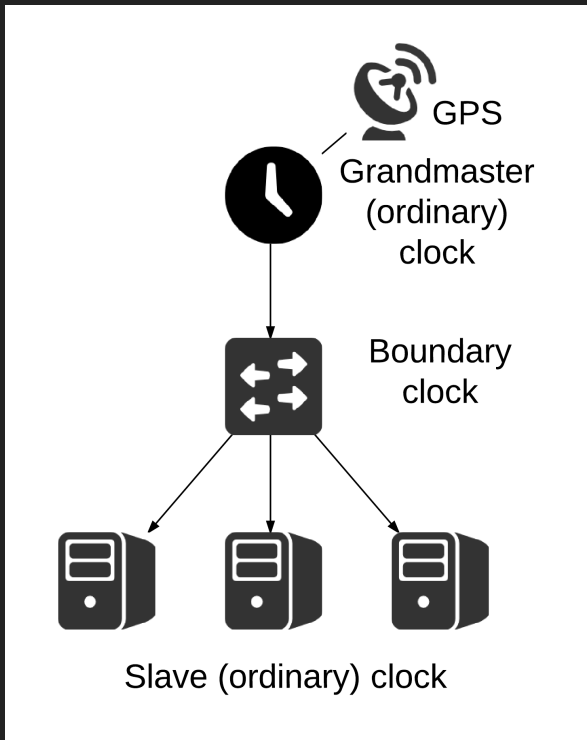 GPS
Grandmaster
(ordinary)
clock
Boundary
clock
Slave (ordinary) clock